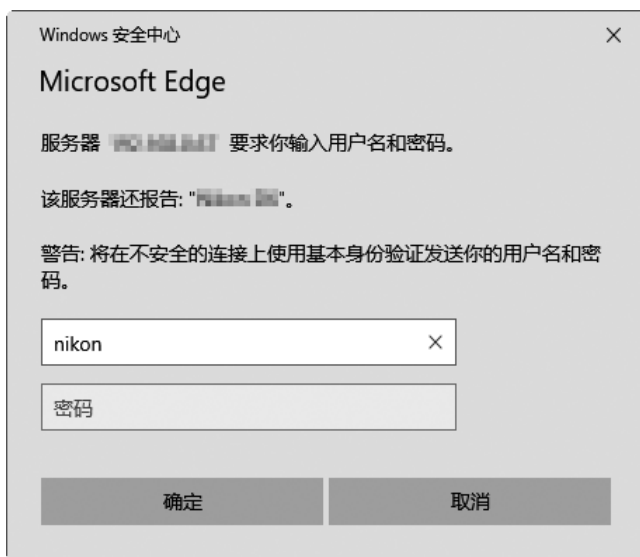 Windows 安全中心
Microsoft Edge
服务器 要求你输入用户名和密码。
该服务器还报告: "".
警告: 将在不安全的连接上使用基本身份验证发送你的用户名和密
码。
nikon
密码
确定
取消